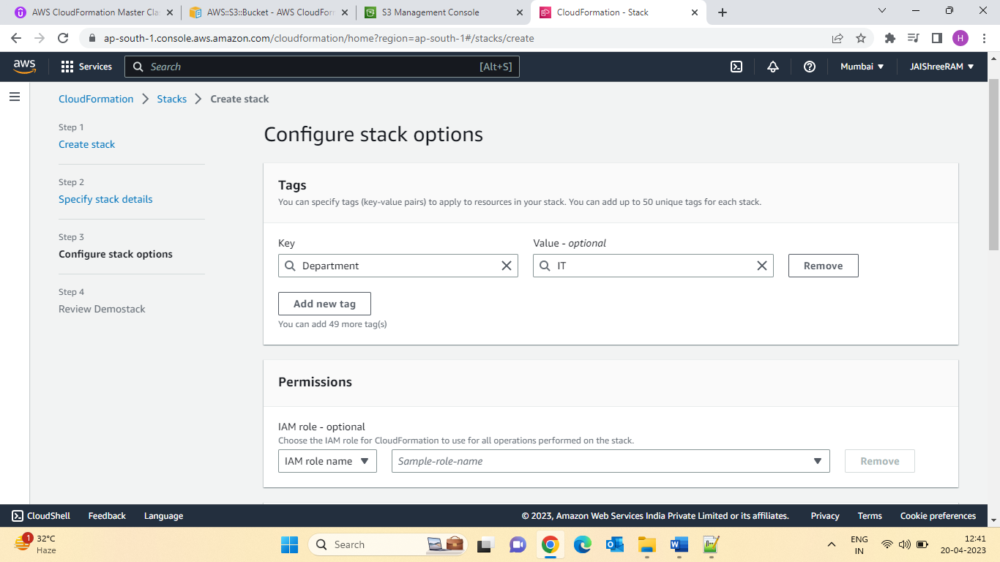 AWS CloudFormation Master Cla
AWS::S3::Bucket - AWS CloudForm
S3 Management Console
CloudFormation - Stack
ap-south-1.console.aws.amazon.com/cloudformation/home?region=ap-south-1#/stacks/create
H
aws
Services
Search
[Alt+S]
Mumbai
JAIShreeRAM
CloudFormation
Stacks
Create stack
Step 1
Create stack
Step 2
Specify stack details
Step 3
Configure stack options
Step 4
Review Demostack
Configure stack options
Tags
You can specify tags (key-value pairs) to apply to resources in your stack. You can add up to 50 unique tags for each stack.
Key
Value - optional
Department
IT
Remove
Add new tag
You can add 49 more tag(s)
Permissions
IAM role - optional
Choose the IAM role for CloudFormation to use for all operations performed on the stack.
IAM role name
Sample-role-name
Remove
CloudShell
Feedback
Language
© 2023, Amazon Web Services India Private Limited or its affiliates.
Privacy
Terms
Cookie preferences
1
32°C
Haze
Search
ENG
IN
12:41
20-04-2023